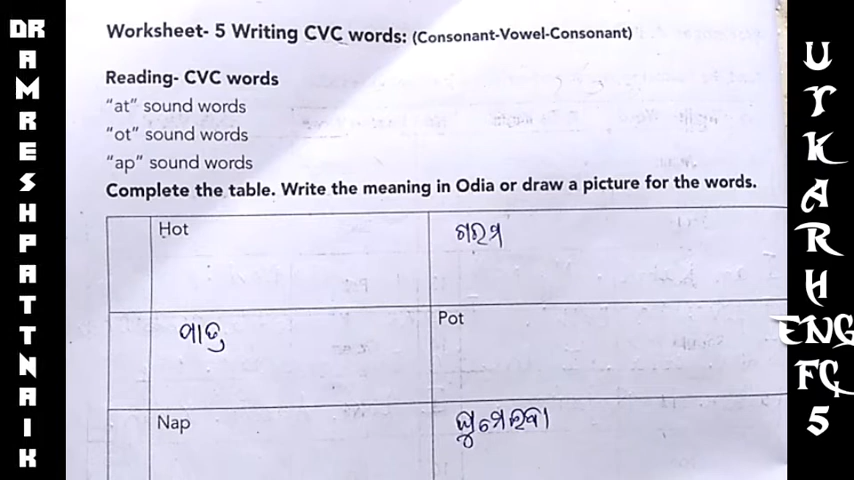 DR AMRESH PATTNAIK
Worksheet- 5 Writing CVC words: (Consonant-Vowel-Consonant)
Reading- CVC words
"at" sound words
"ot" sound words
"ap" sound words
Complete the table. Write the meaning in Odia or draw a picture for the words.
Hot ଗରମ
ପାତ୍ର Pot
Nap ଘୁମେଇବା
UTKARH ENG FC 5